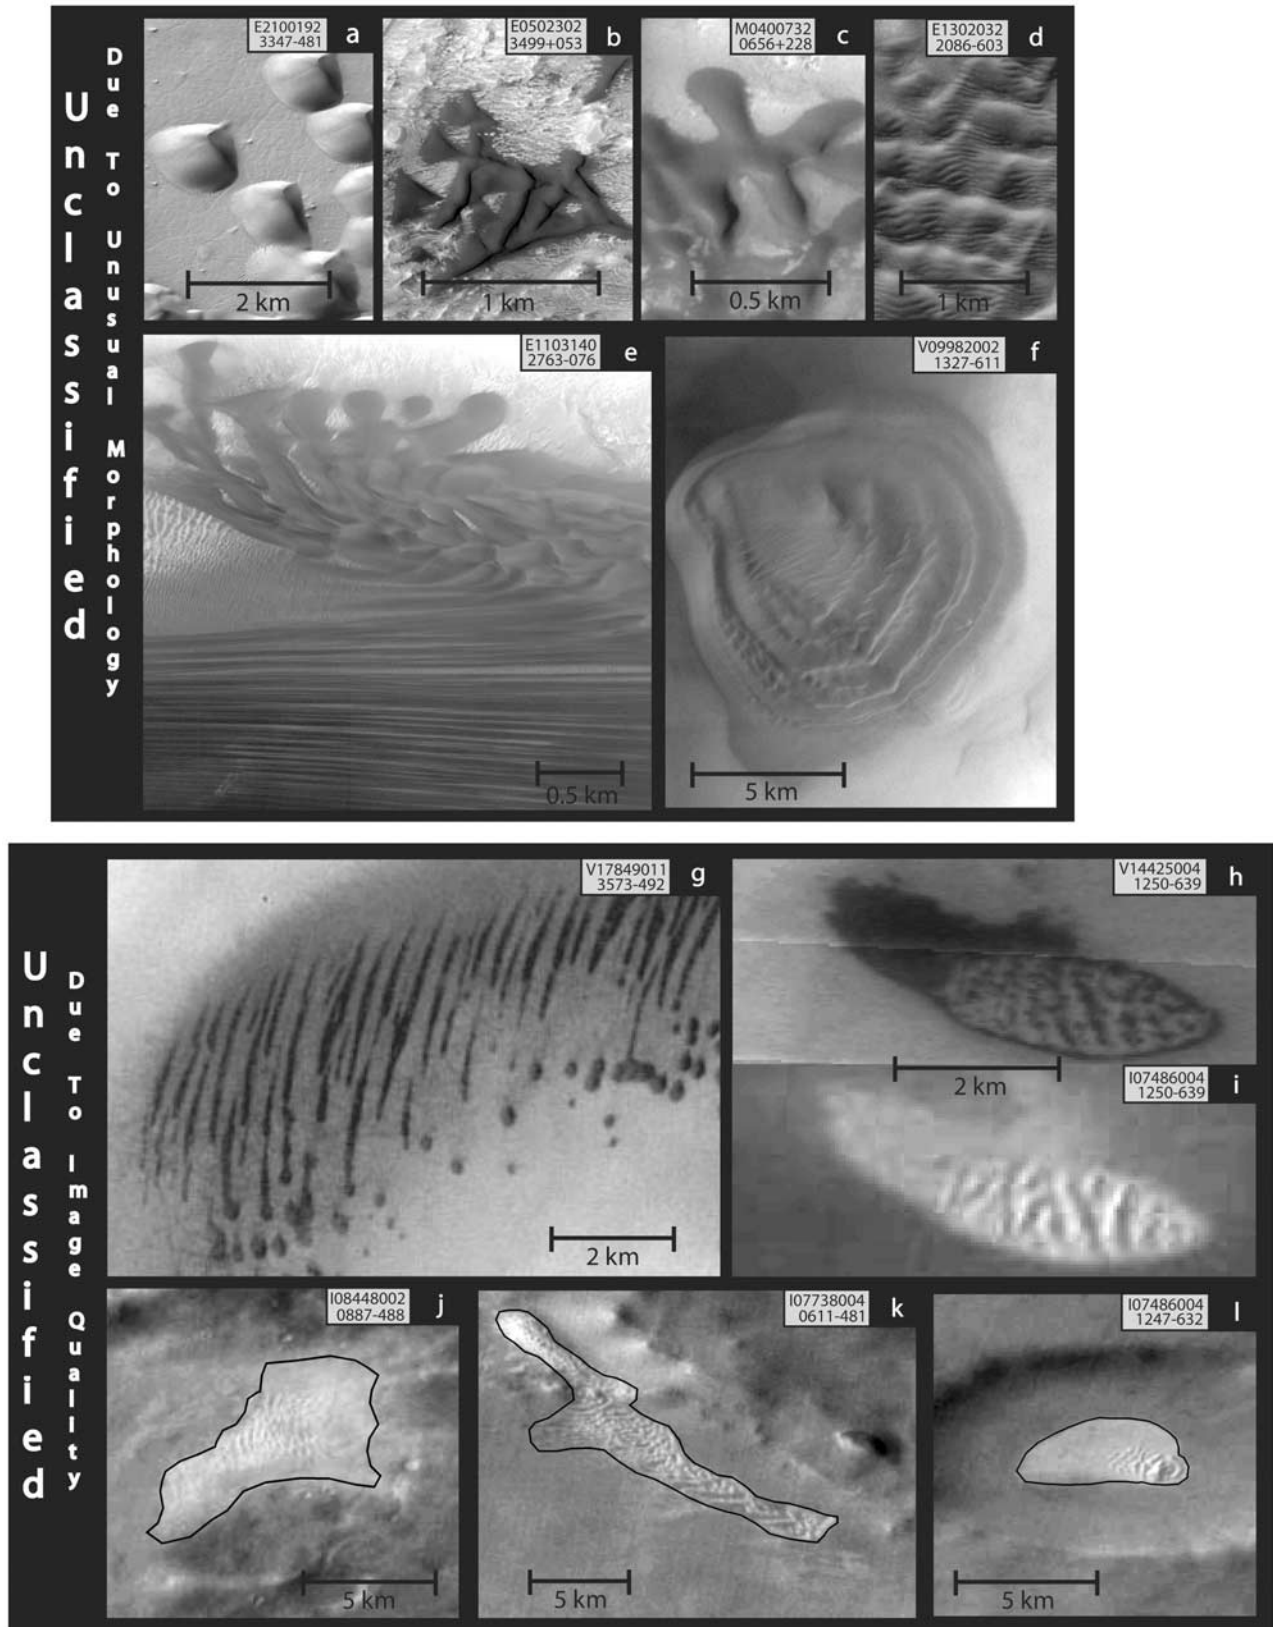 Unclassified
Due To Unusual Morphology
E2100192
3347-481
a
2 km
E0502302
3499+053
b
1 km
M0400732
0656+228
c
0.5 km
E1302032
2086-603
d
1 km
E1103140
2763-076
e
0.5 km
V09982002
1327-611
f
5 km
Unclassified
Due To Image Quality
V17849011
3573-492
g
2 km
V14425004
1250-639
h
2 km
I07486004
1250-639
i
I08448002
0887-488
j
5 km
I07738004
0611-481
k
5 km
I07486004
1247-632
l
5 km